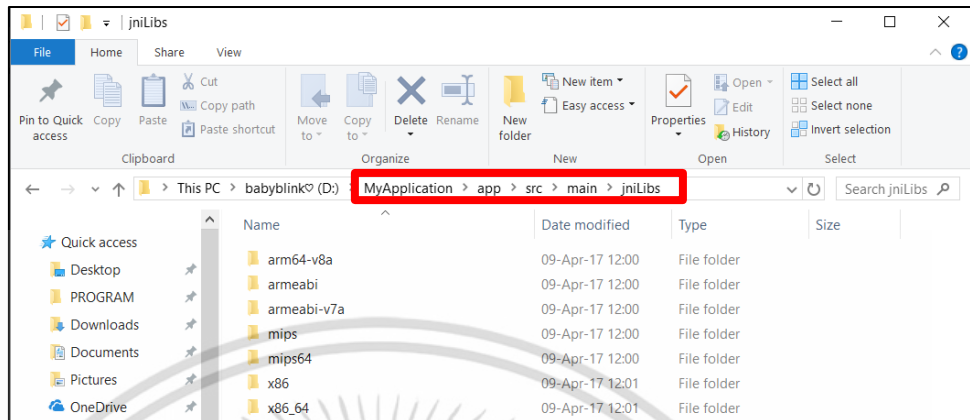 jniLibs
File Home Share View
Pin to Quick access
Copy
Paste
Cut
Copy path
Paste shortcut
Clipboard
Move to
Copy to
Delete
Rename
Organize
New folder
New item
Easy access
New
Properties
Open
Edit
History
Open
Select all
Select none
Invert selection
Select
This PC > babyblink♡ (D:) > MyApplication > app > src > main > jniLibs
Search jniLibs
Name Date modified Type Size
Quick access
Desktop
PROGRAM
Downloads
Documents
Pictures
OneDrive
arm64-v8a 09-Apr-17 12:00 File folder
armeabi 09-Apr-17 12:00 File folder
armeabi-v7a 09-Apr-17 12:00 File folder
mips 09-Apr-17 12:00 File folder
mips64 09-Apr-17 12:00 File folder
x86 09-Apr-17 12:01 File folder
x86_64 09-Apr-17 12:01 File folder